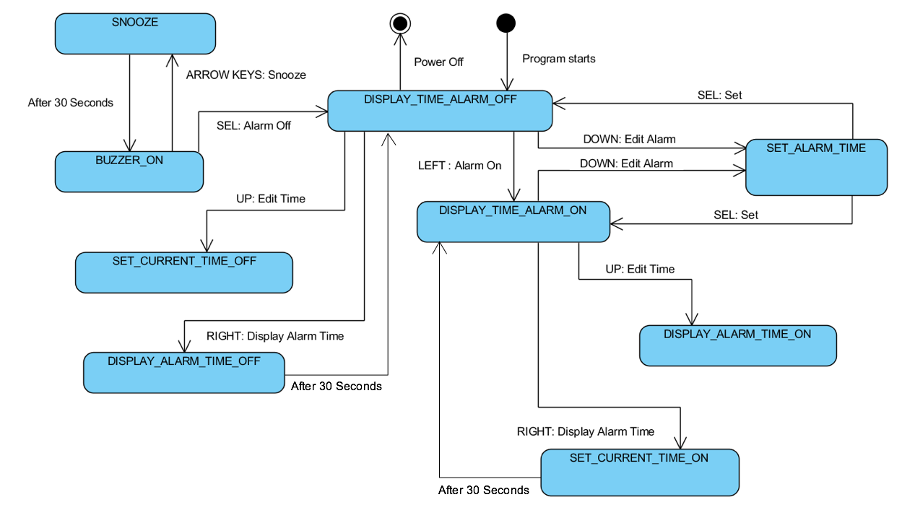 SNOOZE
Power Off
Program starts
ARROW KEYS: Snooze
After 30 Seconds
DISPLAY_TIME_ALARM_OFF
SEL: Set
SEL: Alarm Off
DOWN: Edit Alarm
SET_ALARM_TIME
BUZZER_ON
LEFT : Alarm On
DOWN: Edit Alarm
UP: Edit Time
DISPLAY_TIME_ALARM_ON
SEL: Set
SET_CURRENT_TIME_OFF
UP: Edit Time
RIGHT: Display Alarm Time
DISPLAY_ALARM_TIME_ON
DISPLAY_ALARM_TIME_OFF
After 30 Seconds
RIGHT: Display Alarm Time
SET_CURRENT_TIME_ON
After 30 Seconds